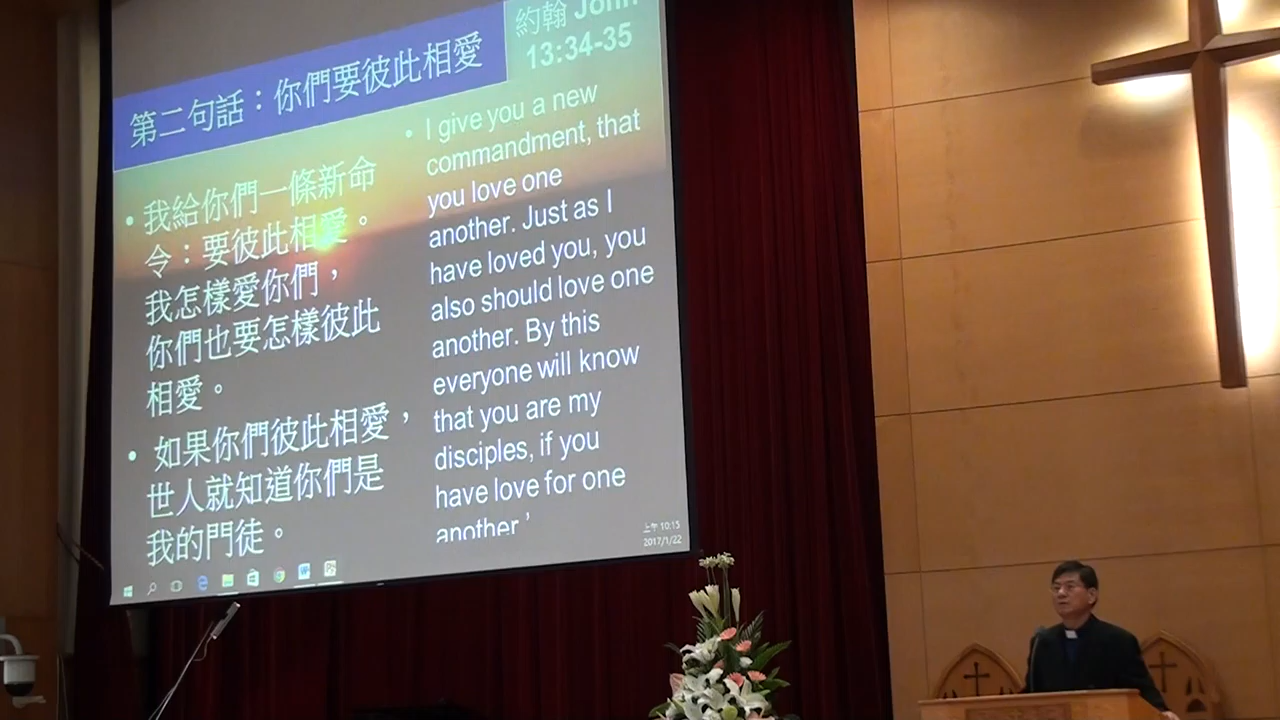 第二句話：你們要彼此相愛
約翰 John
13:34-35
•我給你們一條新命
令：要彼此相愛。
我怎樣愛你們，
你們也要怎樣彼此
相愛。
• 如果你們彼此相愛，
世人就知道你們是
我的門徒。
• I give you a new
commandment, that
you love one
another. Just as I
have loved you, you
also should love one
another. By this
everyone will know
that you are my
disciples, if you
have love for one
another.’
上午 10:15
2017/1/22